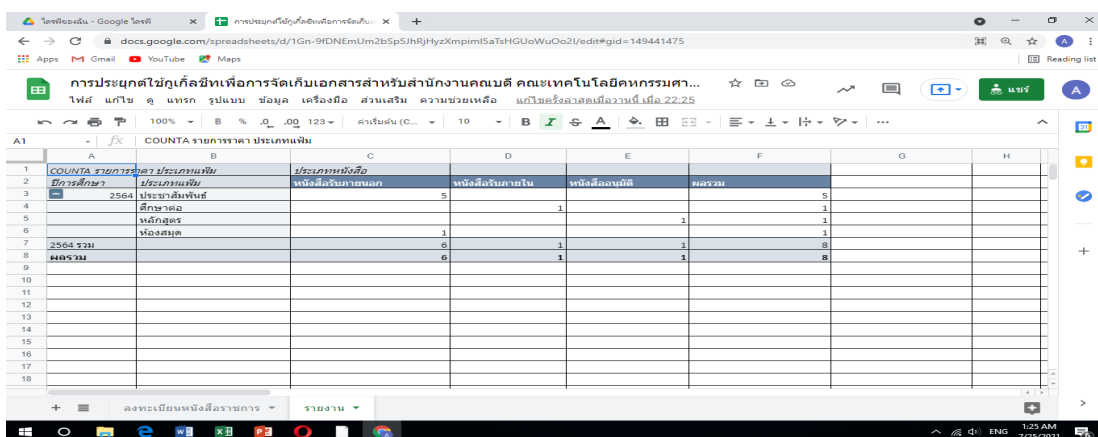 ไดรฟ์ของฉัน - Google ไดรฟ์
การประยุกต์ใช้กูเกิ้ลชีทเพื่อการจัดเก็บเ
docs.google.com/spreadsheets/d/1Gn-9fDNEmUm2bSp5JhRjHyzXmpimI5aTsHGUoWuOo2I/edit#gid=149441475
Apps Gmail YouTube Maps Reading list
การประยุกต์ใช้กูเกิ้ลชีทเพื่อการจัดเก็บเอกสารสำหรับสำนักงานคณบดี คณะเทคโนโลยีคหกรรมศา...
ไฟล์ แก้ไข ดู แทรก รูปแบบ ข้อมูล เครื่องมือ ส่วนเสริม ความช่วยเหลือ แก้ไขครั้งล่าสุดเมื่อวานนี้ เมื่อ 22:25
แชร์
A
100% ฿ % .0 .00 123 ค่าเริ่มต้น (C... 10 B I S A
A1 fx COUNTA รายการราคา ประเภทแฟ้ม
A B C D E F G H
1 COUNTA รายการราคา ประเภทแฟ้ม ประเภทหนังสือ
2 ปีการศึกษา ประเภทแฟ้ม หนังสือรับภายนอก หนังสือรับภายใน หนังสืออนุมัติ ผลรวม
3 2564 ประชาสัมพันธ์ 5 5
4 ศึกษาต่อ 1 1
5 หลักสูตร 1 1
6 ห้องสมุด 1 1
7 2564 รวม 6 1 1 8
8 ผลรวม 6 1 1 8
9
10
11
12
13
14
15
16
17
18
ลงทะเบียนหนังสือราชการ รายงาน
ENG 1:25 AM
7/25/2021